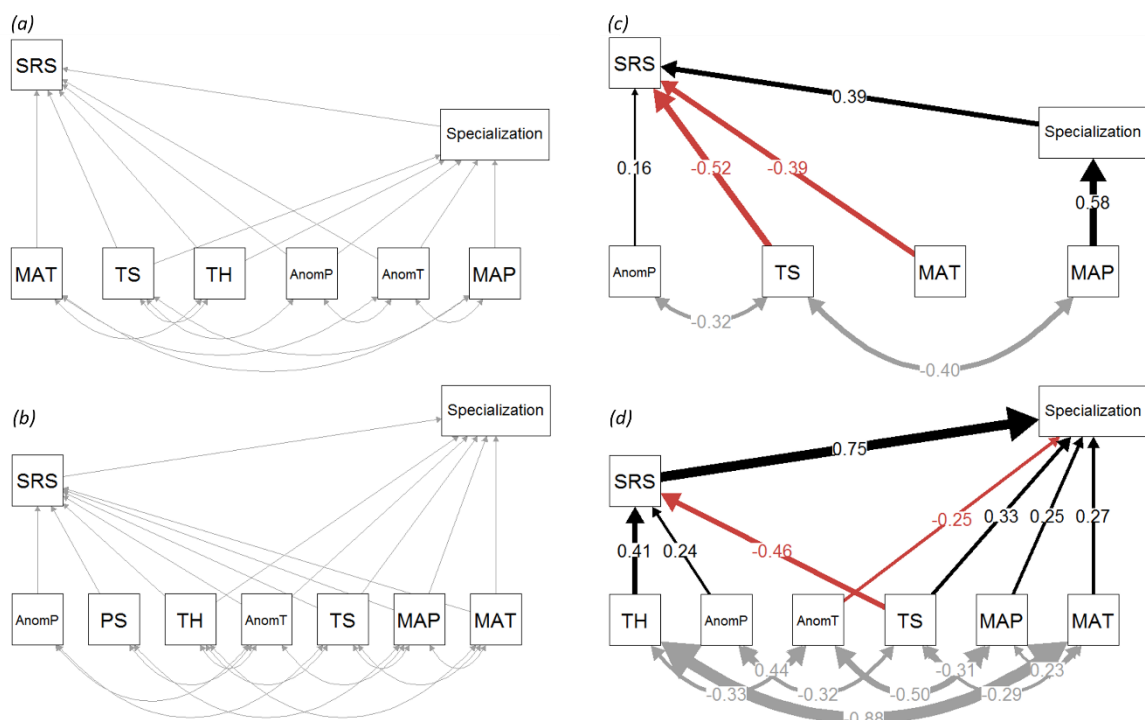 (a)
SRS
Specialization
MAT TS TH AnomP AnomT MAP
(b)
Specialization
SRS
AnomP PS TH AnomT TS MAP MAT
(c)
SRS
0.39
Specialization
0.16 -0.52 -0.39
0.58
AnomP TS MAT MAP
-0.32
-0.40
(d)
Specialization
0.75
SRS
-0.25 0.33 0.25 0.27
0.41 0.24 -0.46
TH AnomP AnomT TS MAP MAT
-0.33 0.44 -0.32 -0.50 -0.31 -0.29 0.23
-0.88